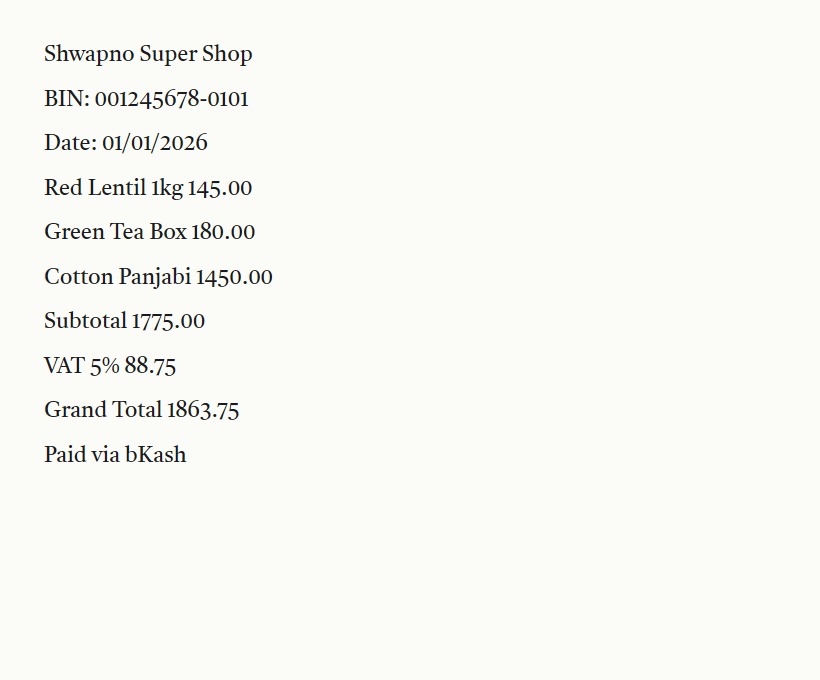 Shwapno Super Shop
BIN: 001245678-0101
Date: 01/01/2026
Red Lentil 1kg 145.00
Green Tea Box 180.00
Cotton Panjabi 1450.00
Subtotal 1775.00
VAT 5% 88.75
Grand Total 1863.75
Paid via bKash